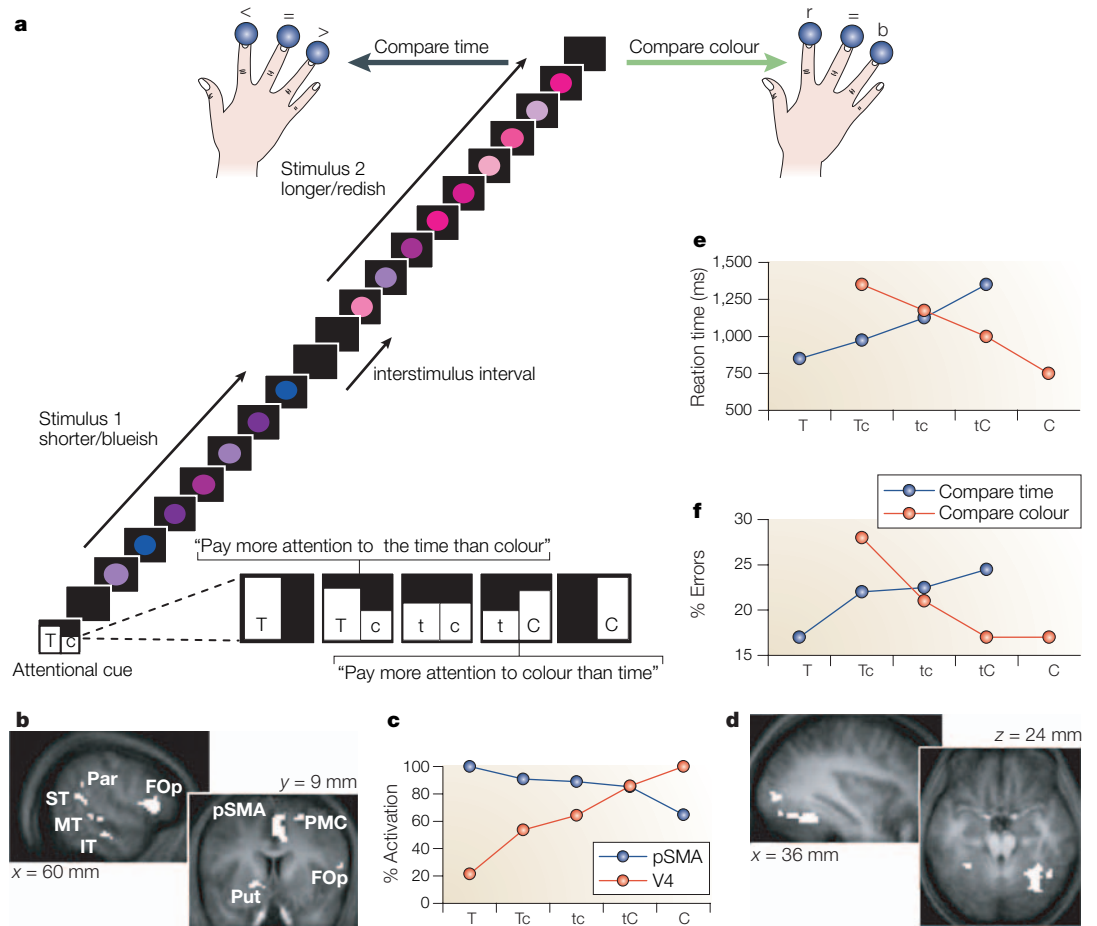 a
< = >
Compare time
Compare colour
r = b
Stimulus 2
longer/redish
interstimulus interval
Stimulus 1
shorter/blueish
"Pay more attention to the time than colour"
T
T c
t c
t C
C
T c
Attentional cue
"Pay more attention to colour than time"
e
Reation time (ms)
1,500
1,250
1,000
750
500
T Tc tc tC C
f
Compare time
Compare colour
% Errors
30
25
20
15
T Tc tc tC C
b
Par
FOp
ST
MT
IT
x = 60 mm
y = 9 mm
pSMA
PMC
FOp
Put
c
% Activation
100
80
60
40
20
0
pSMA
V4
T Tc tc tC C
d
z = 24 mm
x = 36 mm